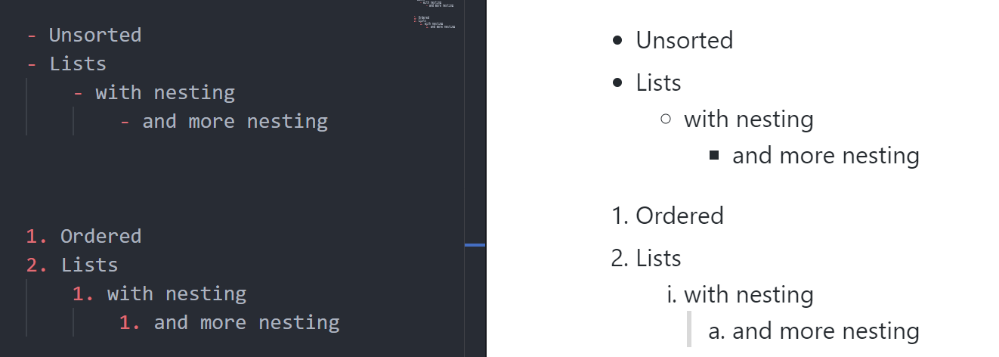 - Unsorted
- Lists
- with nesting
- and more nesting
1. Ordered
2. Lists
1. with nesting
1. and more nesting
• Unsorted
• Lists
○ with nesting
■ and more nesting
1. Ordered
2. Lists
i. with nesting
a. and more nesting